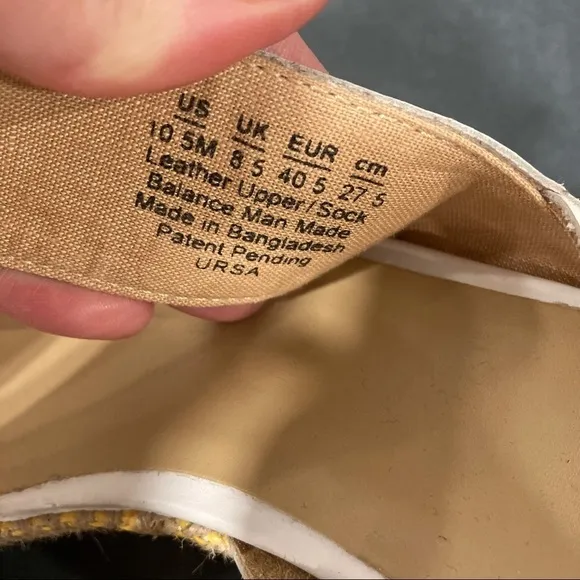 US UK EUR cm
10 5M 8 5 40 5 27 5
Leather Upper/Sock
Balance Man Made
Made in Bangladesh
Patent Pending
URSA